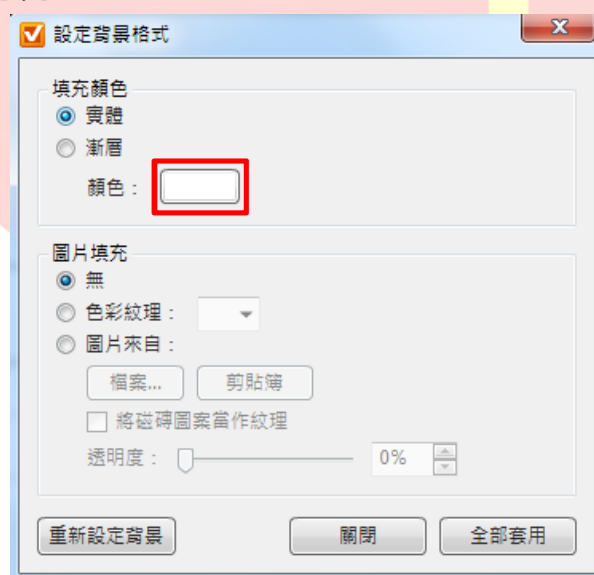 設定背景格式
填充顏色
實體
漸層
顏色：
圖片填充
無
色彩紋理：
圖片來自：
檔案... 剪貼簿
將磁磚圖案當作紋理
透明度： 0%
重新設定背景 關閉 全部套用